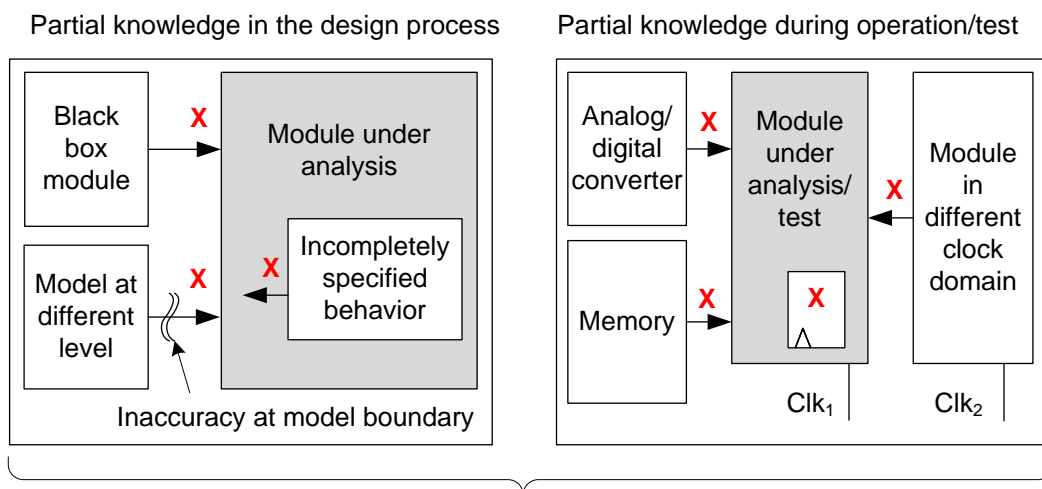 Partial knowledge in the design process
Black
box
module
X
Module under
analysis
Model at
different
level
X
X
Incompletely
specified
behavior
Inaccuracy at model boundary
Partial knowledge during operation/test
Analog/
digital
converter
X
Module
under
analysis/
test
X
Module
in
different
clock
domain
Memory
X
X
Clk1
Clk2